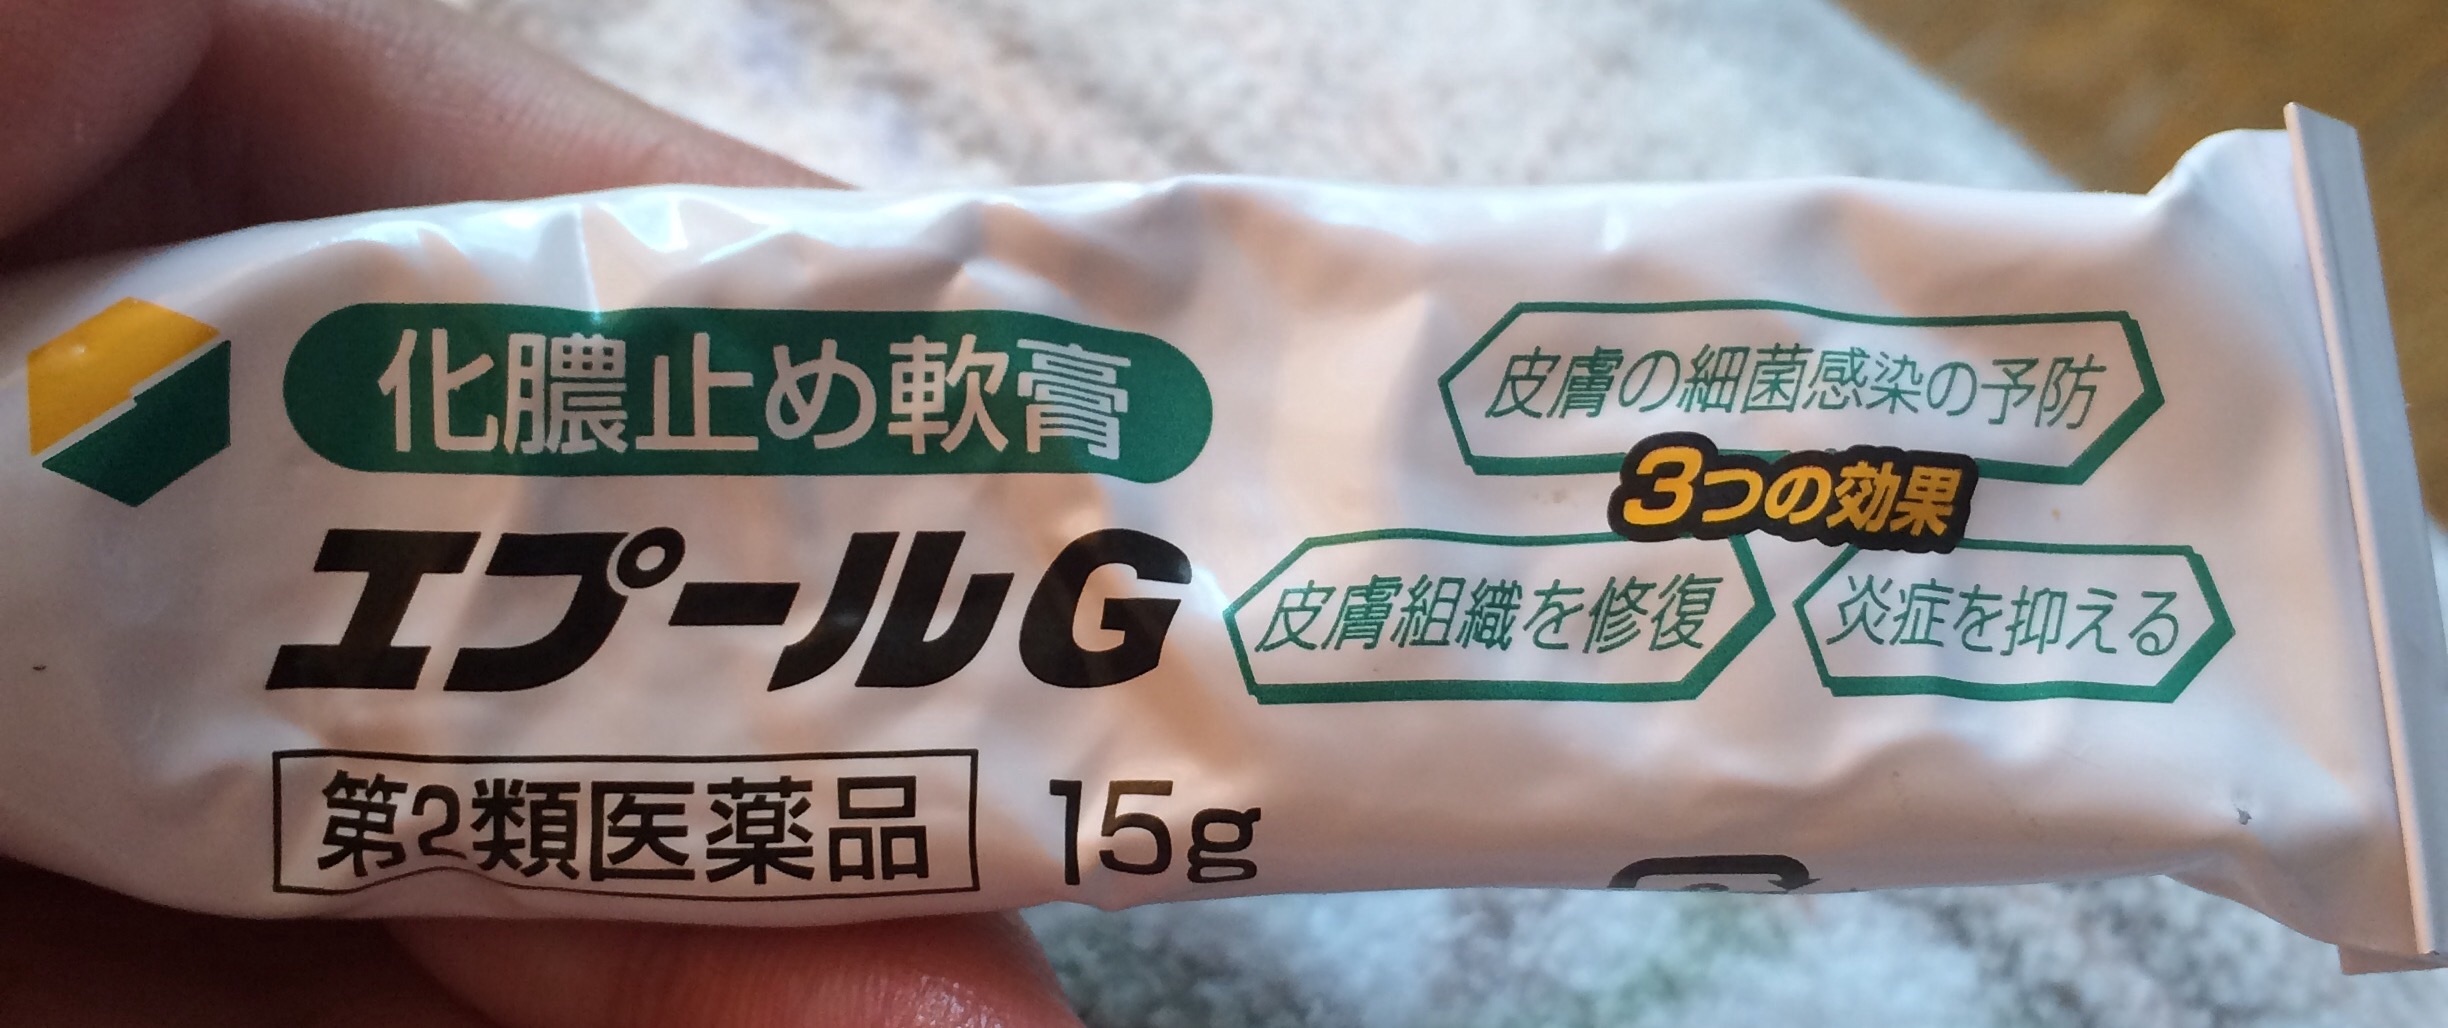 化膿止め軟膏
エプールG
第2類医薬品
15g
皮膚の細菌感染の予防
3つの効果
皮膚組織を修復
炎症を抑える